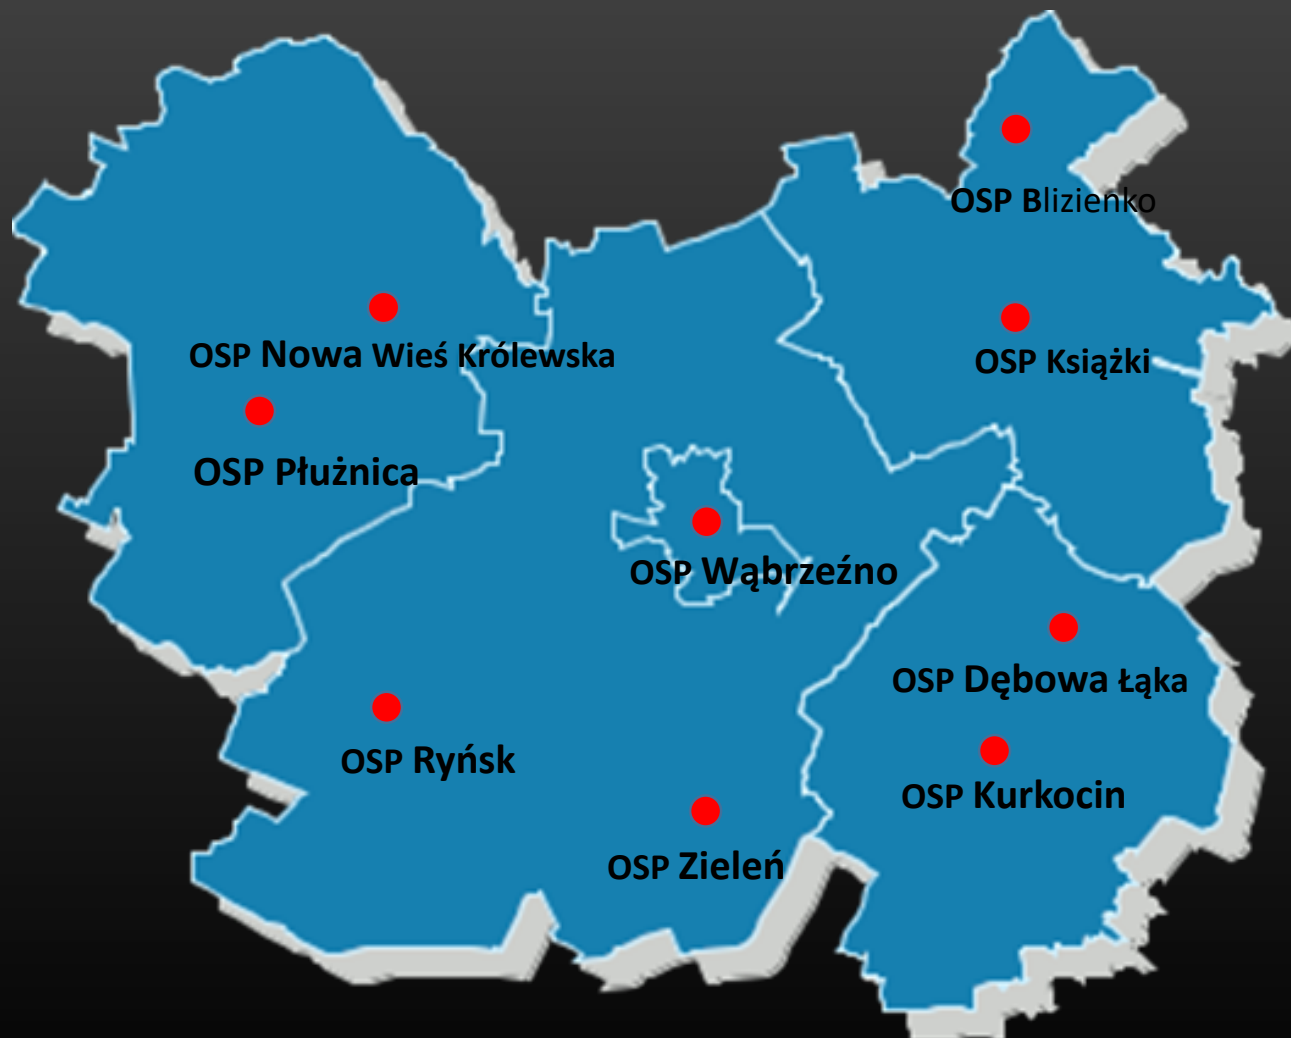 OSP Blizieńko
OSP Nowa Wieś Królewska
OSP Książki
OSP Płużnica
OSP Wąbrzeźno
OSP Dębowa Łąka
OSP Ryńsk
OSP Kurkocin
OSP Zieleń